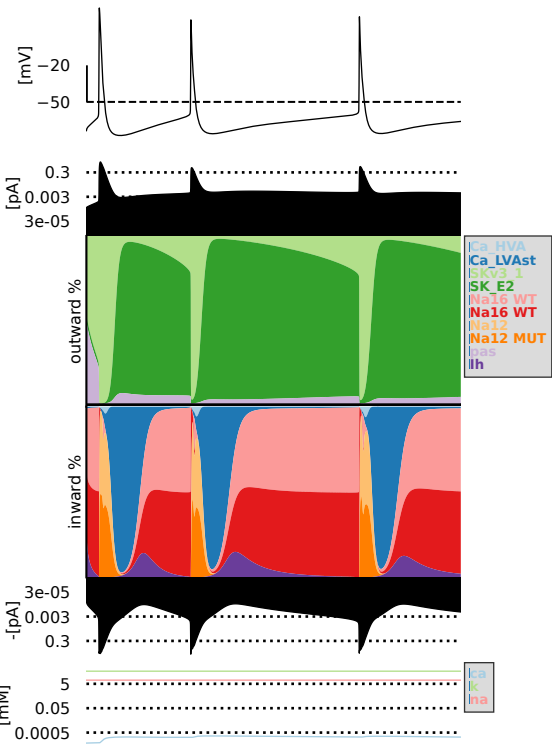 [mV]
−20
−50
[pA]
0.3
0.003
3e-05
outward %
Ca_HVA
Ca_LVAst
SKv3_1
SK_E2
Na16 WT
Na16 WT
Na12
Na12 MUT
pas
Ih
inward %
-[pA]
3e-05
0.003
0.3
[mM]
5
0.05
0.0005
ca
k
na